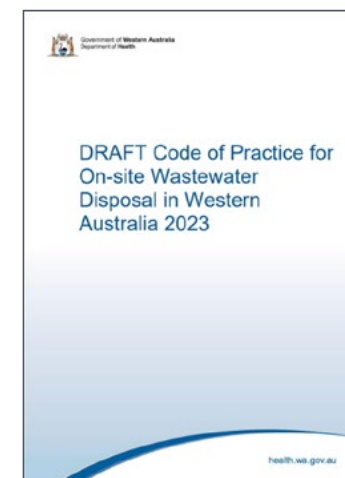 Government of Western Australia
Department of Health
DRAFT Code of Practice for
On-site Wastewater
Disposal in Western
Australia 2023
health.wa.gov.au